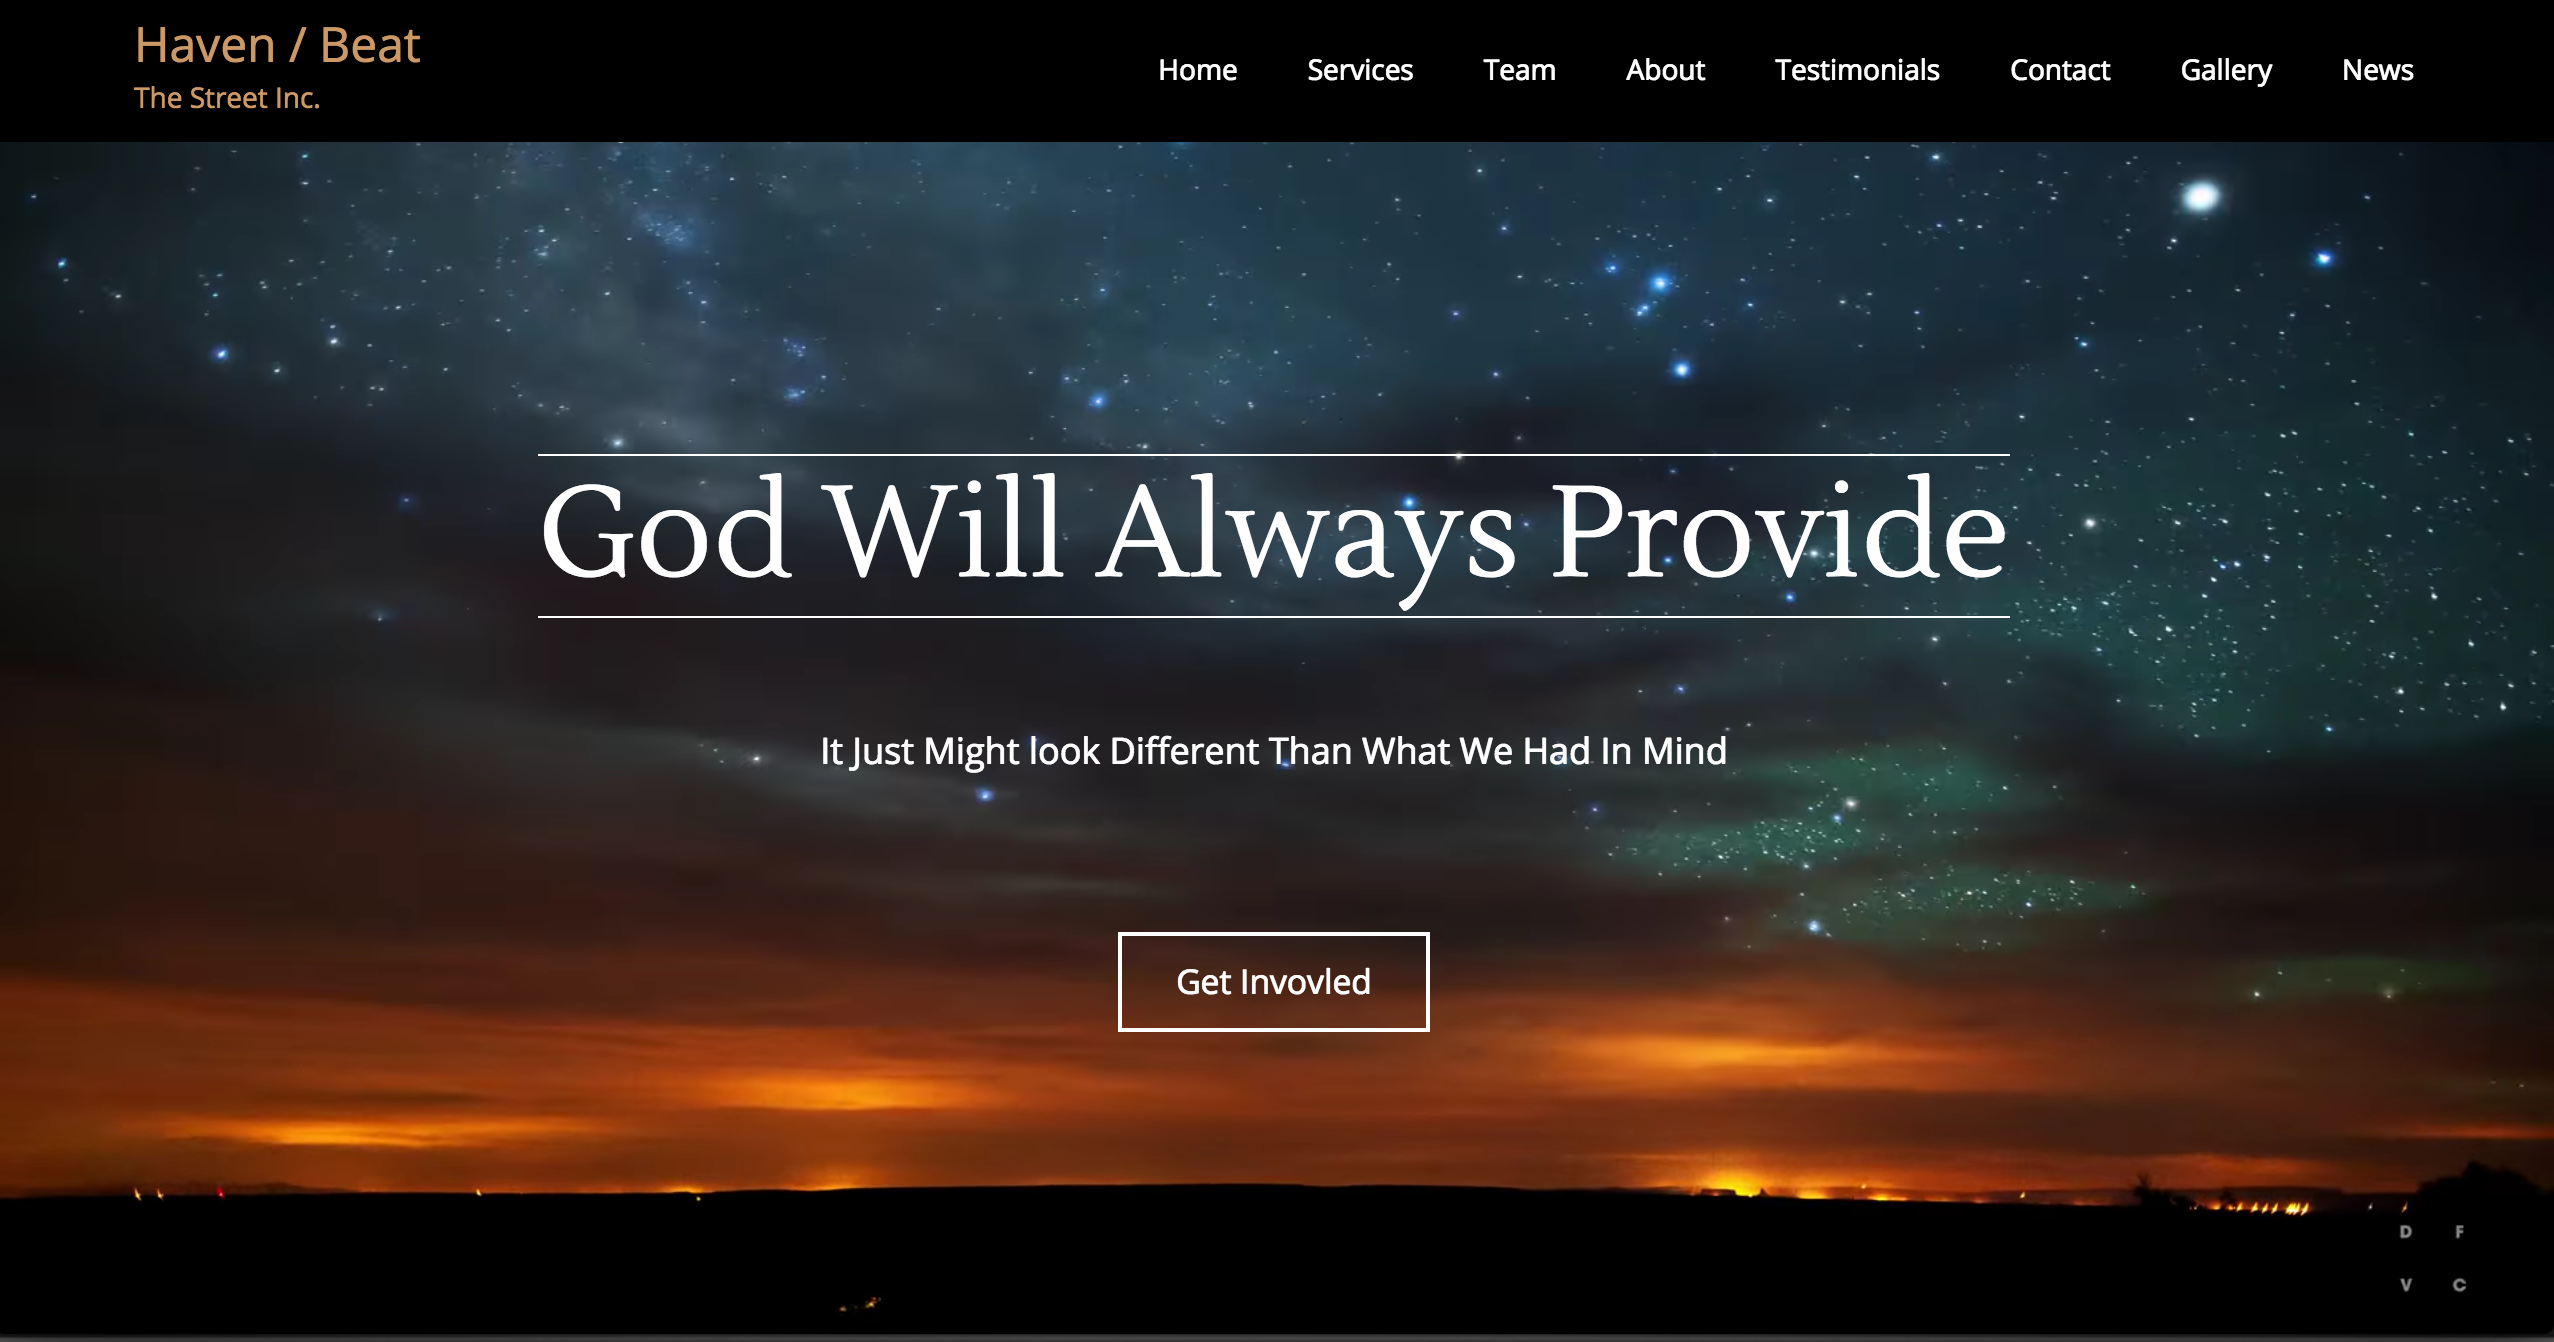 Haven / Beat
The Street Inc.
Home Services Team About Testimonials Contact Gallery News
God Will Always Provide
It Just Might look Different Than What We Had In Mind
Get Invovled
D F
V C